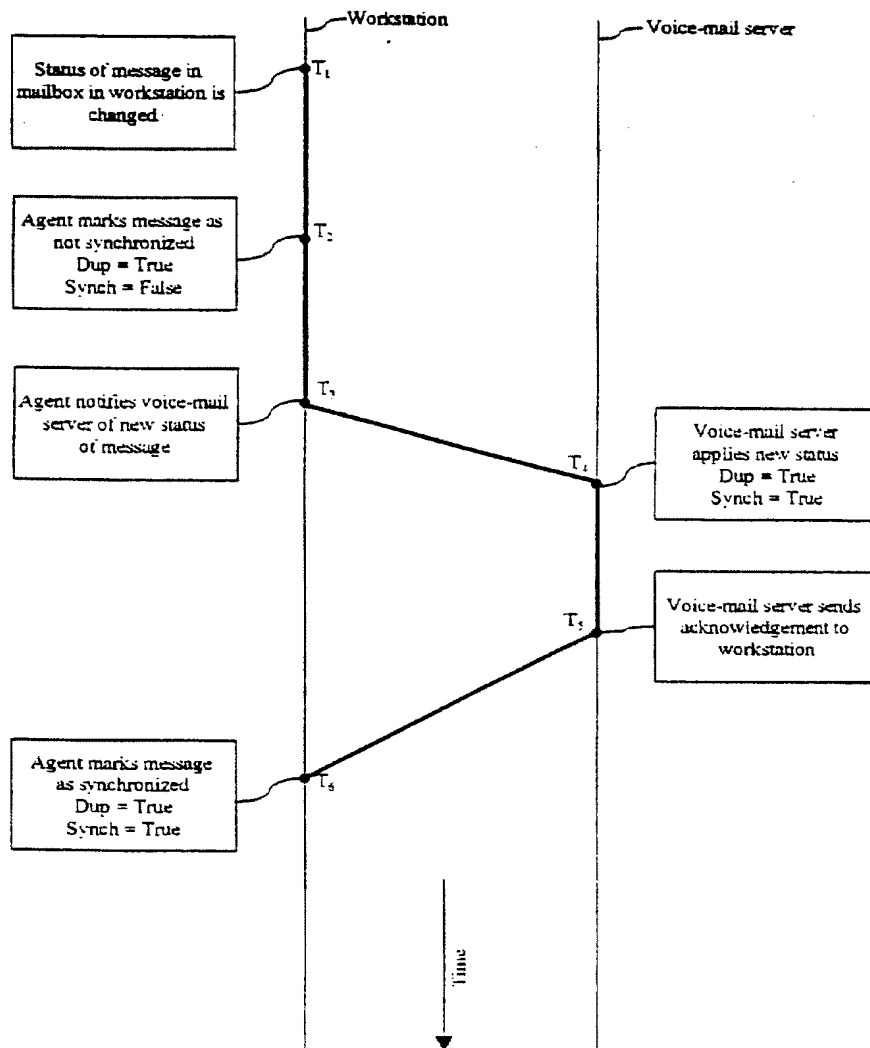 Workstation
Voice-mail server
T₁
Status of message in
mailbox in workstation is
changed
Agent marks message as
not synchronized
Dup = True
Synch = False
T₂
T₃
Agent notifies voice-mail
server of new status
of message
T₄
Voice-mail server
applies new status
Dup = True
Synch = True
T₅
Voice-mail server sends
acknowledgement to
workstation
Agent marks message
as synchronized
Dup = True
Synch = True
T₆
Time